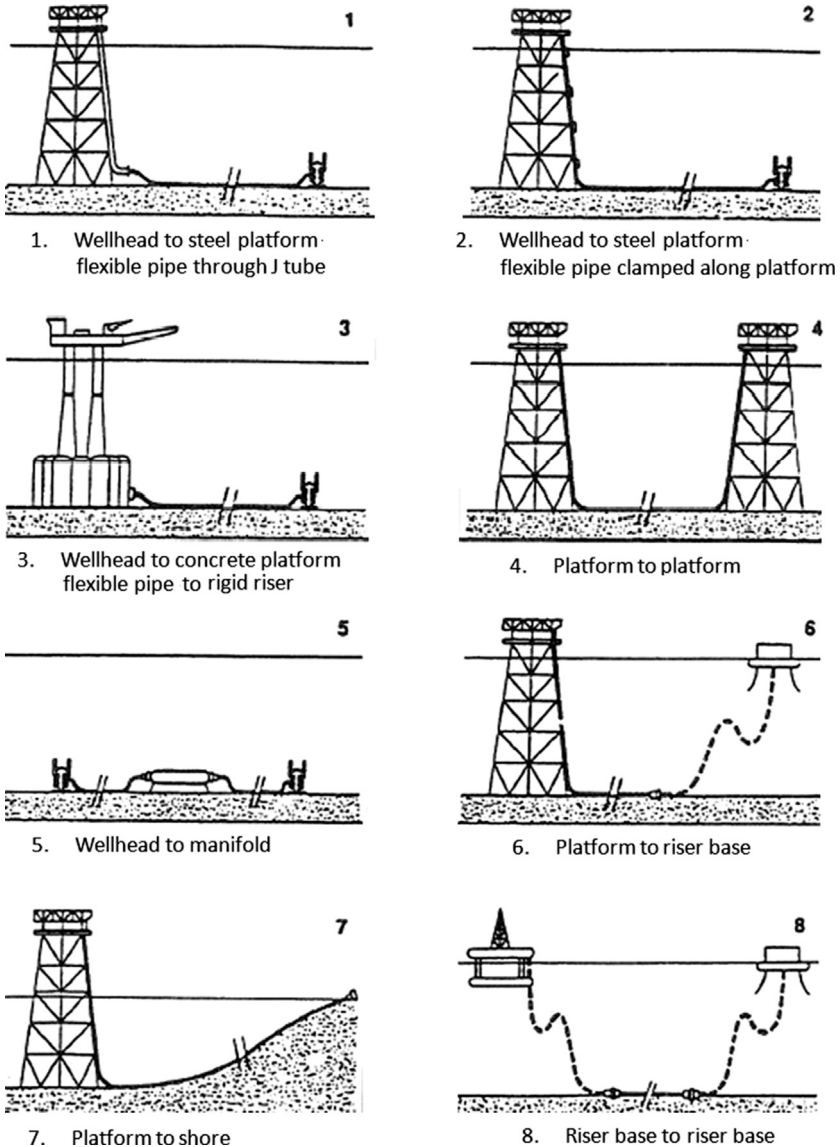 1
2
1. Wellhead to steel platform
flexible pipe through J tube
2. Wellhead to steel platform
flexible pipe clamped along platform
3
4
3. Wellhead to concrete platform
flexible pipe to rigid riser
4. Platform to platform
5
6
5. Wellhead to manifold
6. Platform to riser base
7
8
7. Platform to shore
8. Riser base to riser base